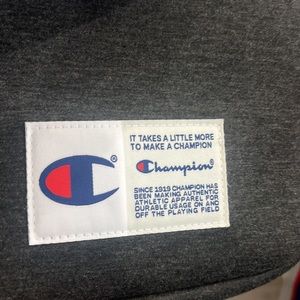 IT TAKES A LITTLE MORE
TO MAKE A CHAMPION
Champion®
SINCE 1919 CHAMPION HAS
BEEN MAKING AUTHENTIC
ATHLETIC APPAREL FOR
DURABLE USAGE ON AND
OFF THE PLAYING FIELD